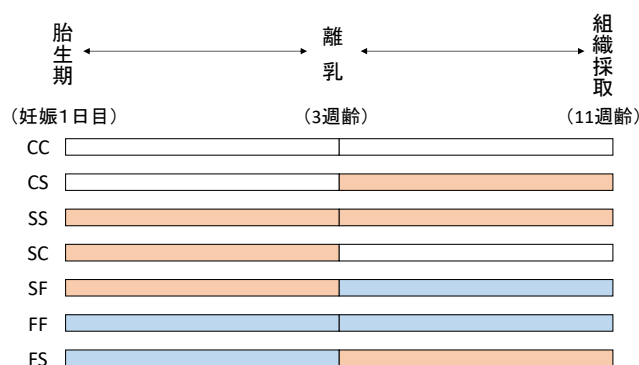 胎生期
離乳
組織採取
（妊娠１日目）
（3週齢）
（11週齢）
CC
CS
SS
SC
SF
FF
FS